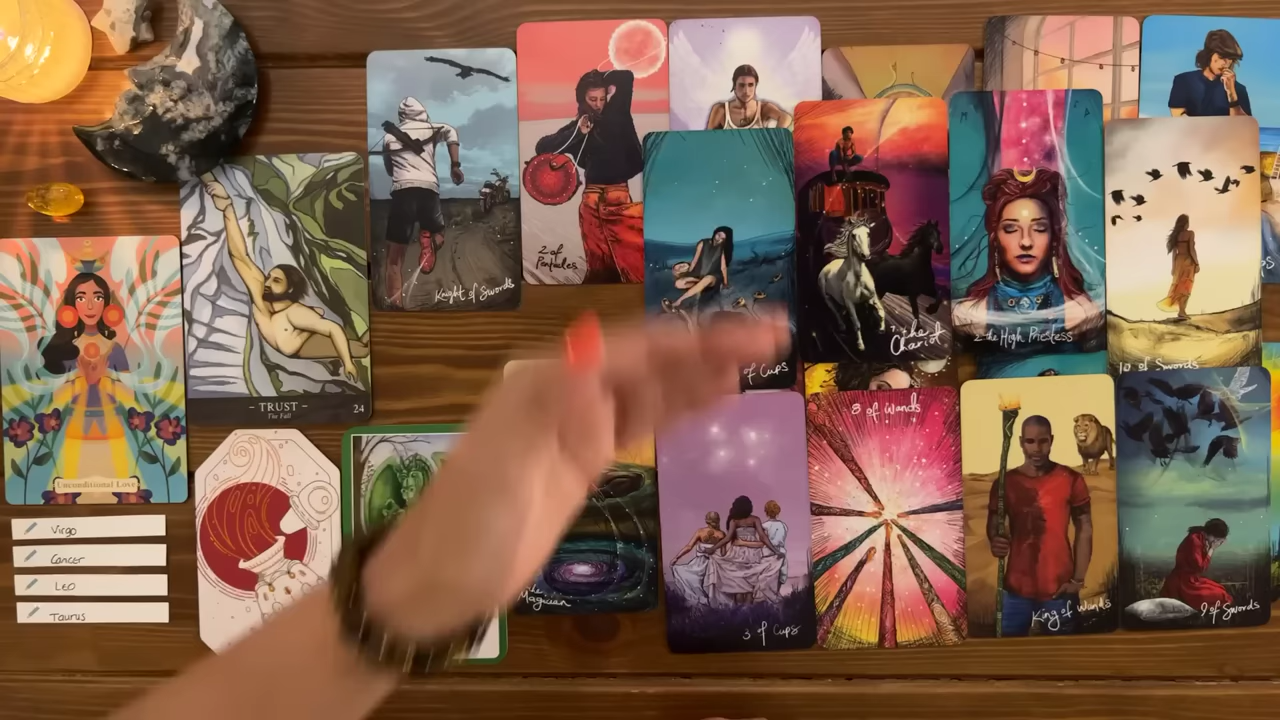 Knight of Swords
2 of
Pentacles
of Cups
7 the
Chariot
2 the High Priestess
10 of Swords
- TRUST -
The Fall
24
Unconditional Love
Virgo
Cancer
LEO
Taurus
the
Magician
3 of Cups
8 of Wands
King of Wands
9 of Swords